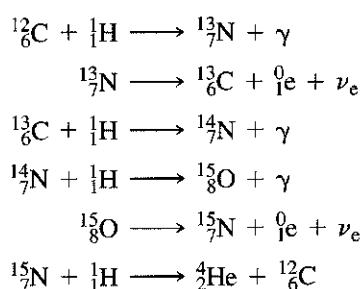 ¹²₆C + ¹₁H ⟶ ¹³₇N + γ
¹³₇N ⟶ ¹³₆C + ⁰₁e + νₑ
¹³₆C + ¹₁H ⟶ ¹⁴₇N + γ
¹⁴₇N + ¹₁H ⟶ ¹⁵₈O + γ
¹⁵₈O ⟶ ¹⁵₇N + ⁰₁e + νₑ
¹⁵₇N + ¹₁H ⟶ ⁴₂He + ¹²₆C